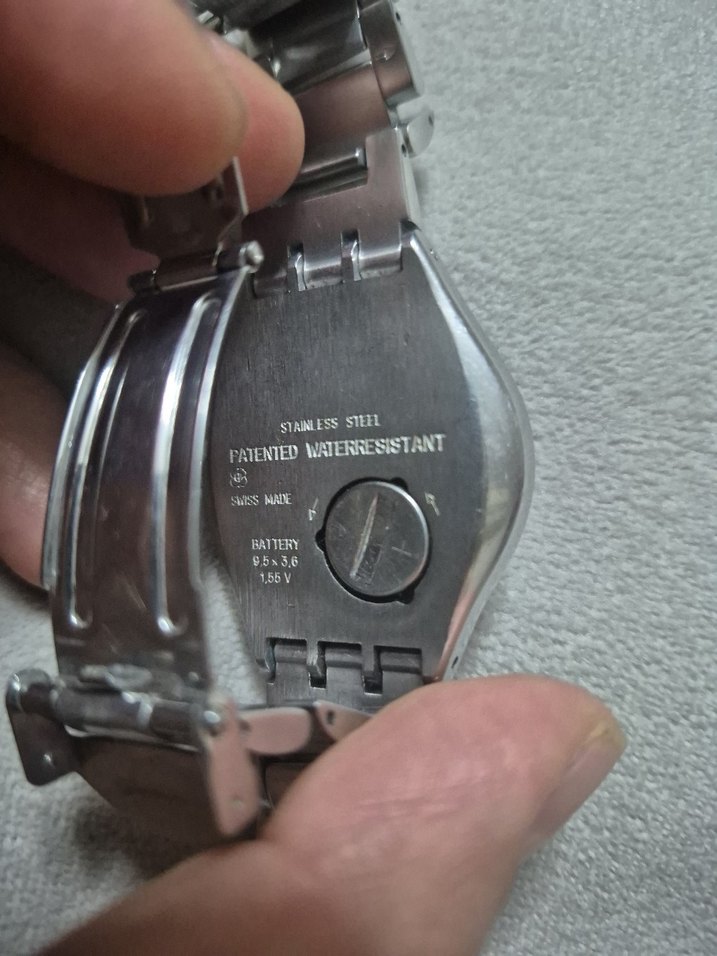 STAINLESS STEEL
PATENTED WATERRESISTANT
SWISS MADE
BATTERY
9,5 x 3,6
1,55 V